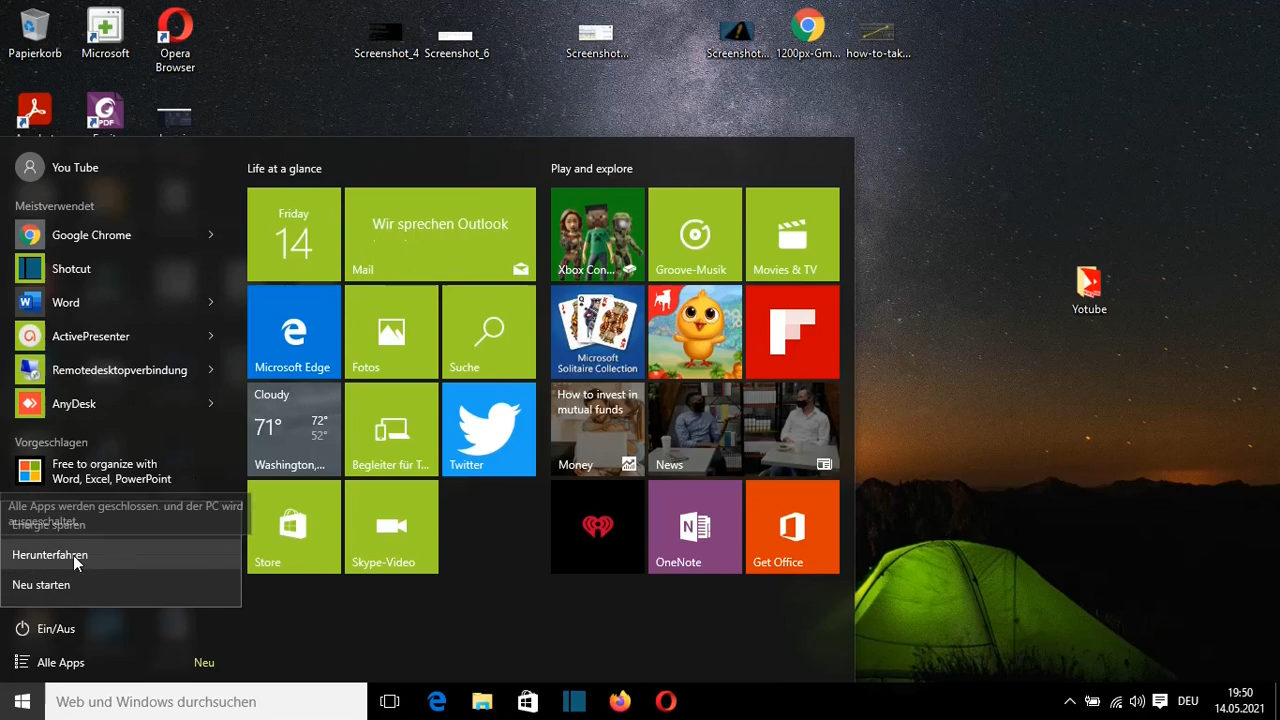 Papierkorb
Microsoft
Opera
Browser
Screenshot_4
Screenshot_6
Screenshot...
Screenshot...
1200px-Gm...
how-to-tak...
PDF
You Tube
Meistverwendet
Google Chrome
Shotcut
Word
ActivePresenter
Remotedesktopverbindung
AnyDesk
Vorgeschlagen
Free to organize with
Word, Excel, PowerPoint
Alle Apps werden geschlossen. und der PC wird
ausgeschaltet.
Energie sparen
Herunterfahren
Neu starten
Ein/Aus
Alle Apps
Neu
Life at a glance
Friday
14
Wir sprechen Outlook
Mail
Microsoft Edge
Fotos
Suche
Cloudy
71°
72°
52°
Washington,...
Begleiter für T...
Twitter
Store
Skype-Video
Play and explore
Xbox Con...
Groove-Musik
Movies & TV
Microsoft
Solitaire Collection
How to invest in
mutual funds
Money
News
OneNote
Get Office
Yotube
Web und Windows durchsuchen
DEU
19:50
14.05.2021